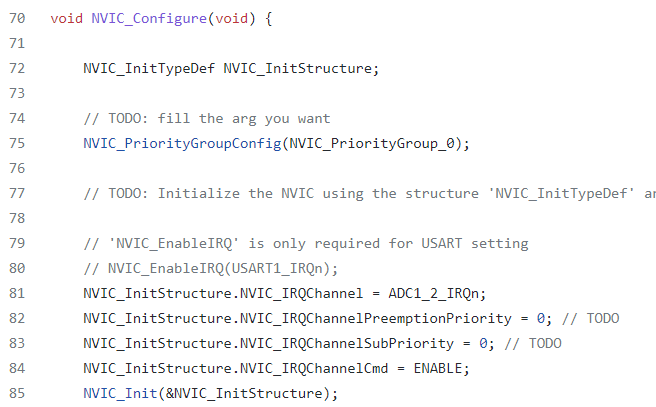 70 void NVIC_Configure(void) {
71
72 NVIC_InitTypeDef NVIC_InitStructure;
73
74 // TODO: fill the arg you want
75 NVIC_PriorityGroupConfig(NVIC_PriorityGroup_0);
76
77 // TODO: Initialize the NVIC using the structure 'NVIC_InitTypeDef' a
78
79 // 'NVIC_EnableIRQ' is only required for USART setting
80 // NVIC_EnableIRQ(USART1_IRQn);
81 NVIC_InitStructure.NVIC_IRQChannel = ADC1_2_IRQn;
82 NVIC_InitStructure.NVIC_IRQChannelPreemptionPriority = 0; // TODO
83 NVIC_InitStructure.NVIC_IRQChannelSubPriority = 0; // TODO
84 NVIC_InitStructure.NVIC_IRQChannelCmd = ENABLE;
85 NVIC_Init(&NVIC_InitStructure);